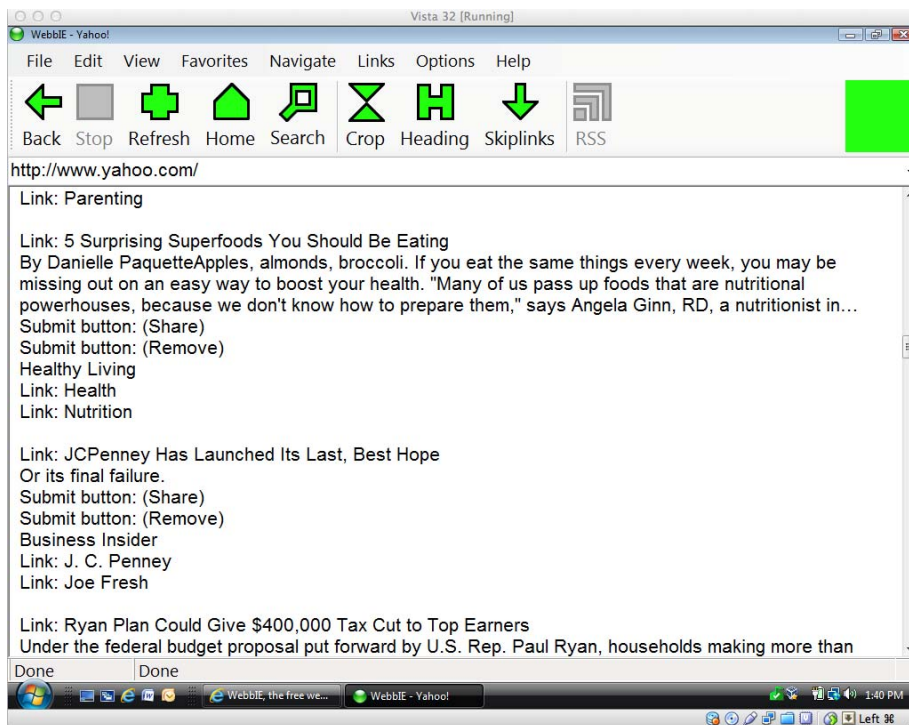 Vista 32 [Running]
WebbIE - Yahoo!
File Edit View Favorites Navigate Links Options Help
Back Stop Refresh Home Search Crop Heading Skiplinks RSS
http://www.yahoo.com/
Link: Parenting
Link: 5 Surprising Superfoods You Should Be Eating
By Danielle PaquetteApples, almonds, broccoli. If you eat the same things every week, you may be
missing out on an easy way to boost your health. "Many of us pass up foods that are nutritional
powerhouses, because we don't know how to prepare them," says Angela Ginn, RD, a nutritionist in…
Submit button: (Share)
Submit button: (Remove)
Healthy Living
Link: Health
Link: Nutrition
Link: JCPenney Has Launched Its Last, Best Hope
Or its final failure.
Submit button: (Share)
Submit button: (Remove)
Business Insider
Link: J. C. Penney
Link: Joe Fresh
Link: Ryan Plan Could Give $400,000 Tax Cut to Top Earners
Under the federal budget proposal put forward by U.S. Rep. Paul Ryan, households making more than
Done Done
WebbIE, the free we... WebbIE - Yahoo! 1:40 PM
Left ⌘